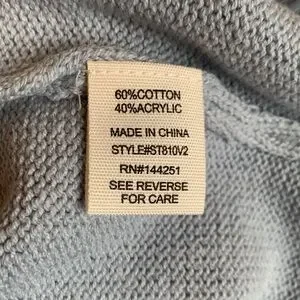 60%COTTON
40%ACRYLIC
MADE IN CHINA
STYLE#ST810V2
RN#144251
SEE REVERSE
FOR CARE